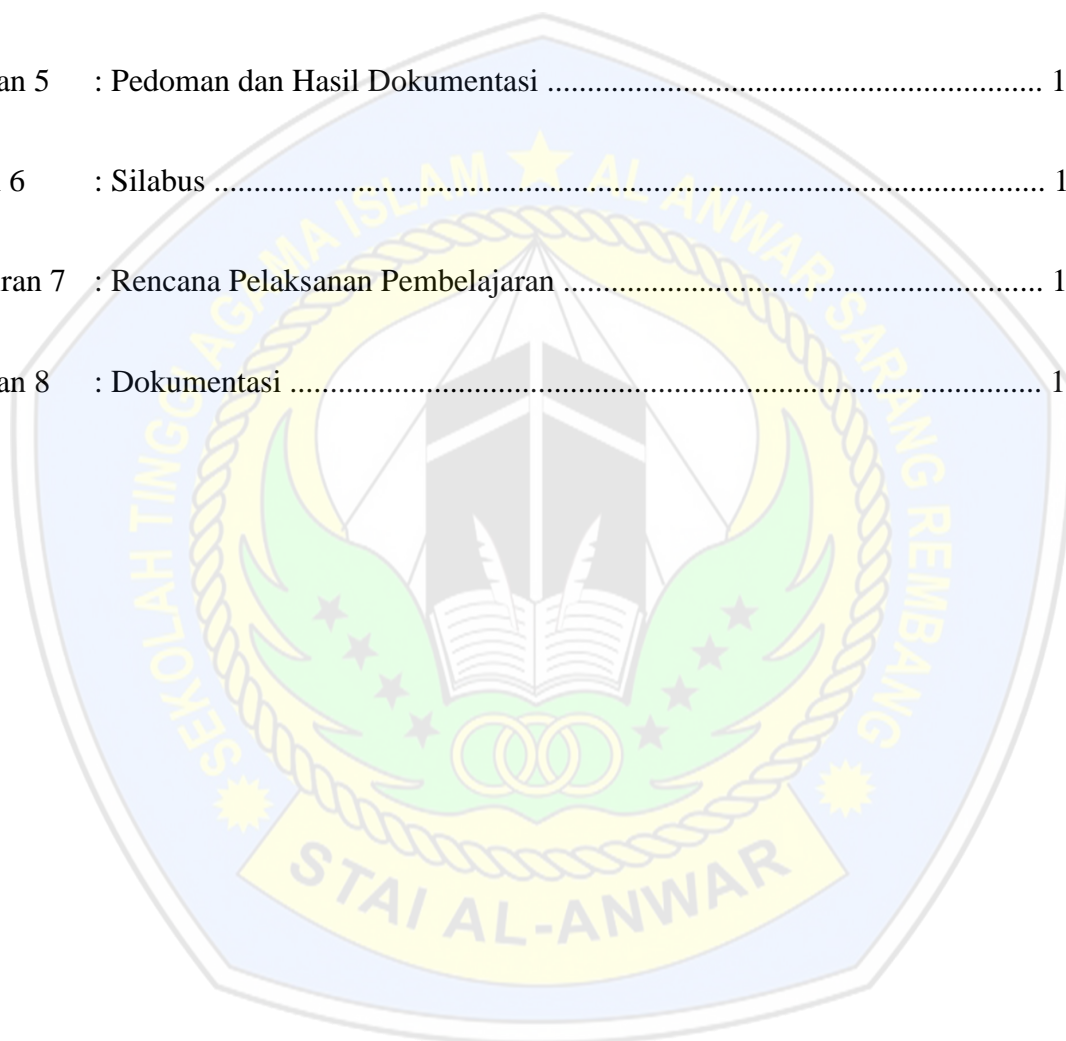 an 5 : Pedoman dan Hasil Dokumentasi ............................................................ 1
6 : Silabus .................................................................................................... 1
ran 7 : Rencana Pelaksanan Pembelajaran .......................................................... 1
an 8 : Dokumentasi ........................................................................................... 1
SEKOLAH TINGGI AGAMA ISLAM ★ AL ANWAR SARANG REMBANG
STAI AL-ANWAR